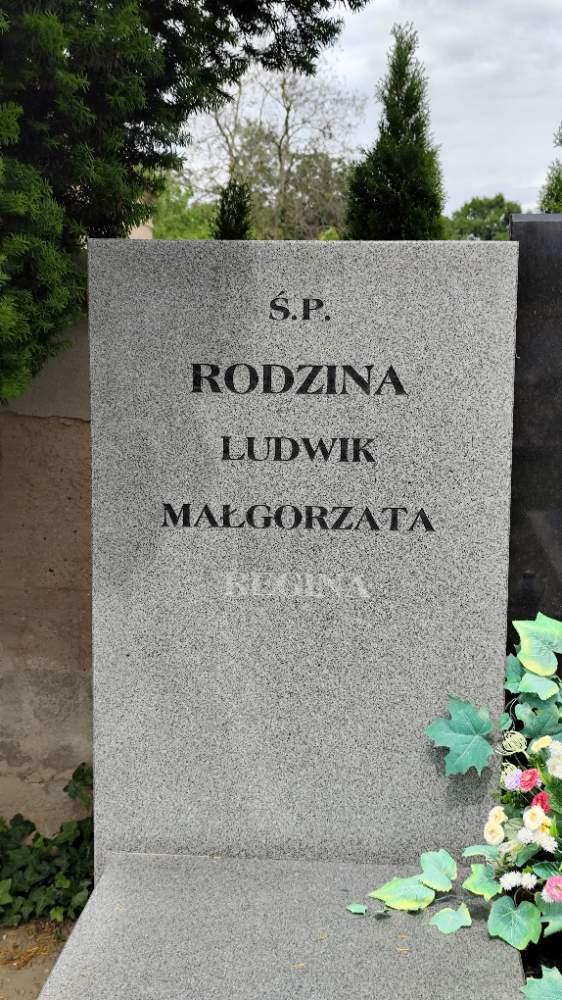 Ś.P.
RODZINA
LUDWIK
MAŁGORZATA
REGINA